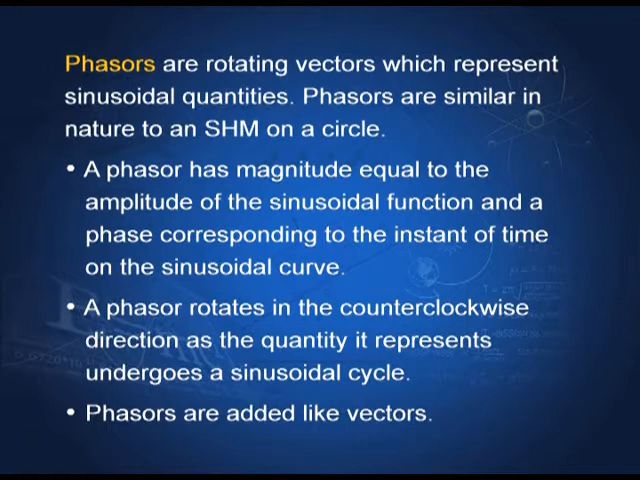 Phasors are rotating vectors which represent
sinusoidal quantities. Phasors are similar in
nature to an SHM on a circle.
• A phasor has magnitude equal to the
amplitude of the sinusoidal function and a
phase corresponding to the instant of time
on the sinusoidal curve.
• A phasor rotates in the counterclockwise
direction as the quantity it represents
undergoes a sinusoidal cycle.
• Phasors are added like vectors.